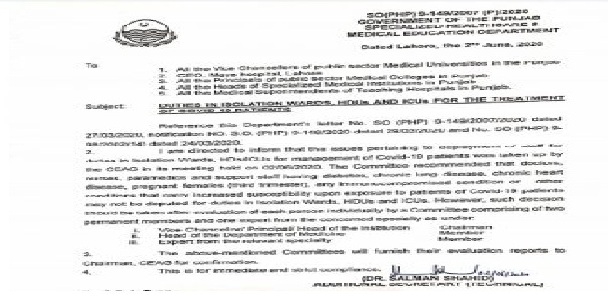 SO(PHP) 9-149/2007 (P)/2020
GOVERNMENT OF THE PUNJAB
SPECIALIZED HEALTHCARE &
MEDICAL EDUCATION DEPARTMENT
Dated Lahore, the 2nd June, 2020
To
1. All the Vice Chancellors of public sector Medical Universities in the Punjab
2. CEO, Mayo hospital, Lahore
3. All the Principals of public sector Medical Colleges in Punjab
4. All the Heads of Specialized Medical Institutions in Punjab
5. All the Medical Superintendents of Teaching Hospitals in Punjab.
Subject: DUTIES IN ISOLATION WARDS, HDUs AND ICUs FOR THE TREATMENT
OF COVID 19 PATIENTS
Reference this Department's letter No. SO (PHP) 9-149/2007/2020 dated
27/03/2020, notification NO. S.O. (PHP) 9-149/2020 dated 28/03/2020 and No. SO (PHP) 9-
dated 24/03/2020.
2. I am directed to inform that the issues pertaining to deployment of staff for
duties in Isolation Wards, HDUs/ICUs for management of Covid-19 patients was taken up by
the CEAG in its meeting held on 02/06/2020. The Committee recommended that doctors,
nurses, paramedics and support staff having diabetes, chronic lung disease, chronic heart
disease, pregnant females (third trimester), any immunocompromised condition or other
conditions that carry increased susceptibility upon exposure to patients of Covid-19 patients
may not be deputed for duties in Isolation Wards, HDUs and ICUs. However, such decision
should be taken after evaluation of each person individually by a Committee comprising of two
permanent members and one expert from the concerned specialty as under:
i. Vice Chancellor/ Principal/ Head of the Institution Chairman
ii. Head of the Department of Medicine Member
iii. Expert from the relevant specialty Member
3. The above-mentioned Committees will furnish their evaluation reports to
Chairman, CEAG for confirmation.
4. This is for immediate and strict compliance.
(DR. SALMAN SHAHID)
ADDITIONAL SECRETARY (TECHNICAL)